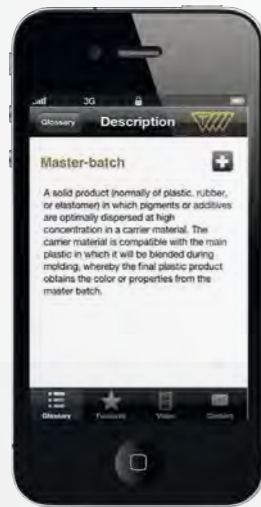 3G
Glossary Description
Master-batch
A solid product (normally of plastic, rubber,
or elastomer) in which pigments or additives
are optimally dispersed at high
concentration in a carrier material. The
carrier material is compatible with the main
plastic in which it will be blended during
molding, whereby the final plastic product
obtains the color or properties from the
master batch.
Glossary Favourits Video Contact